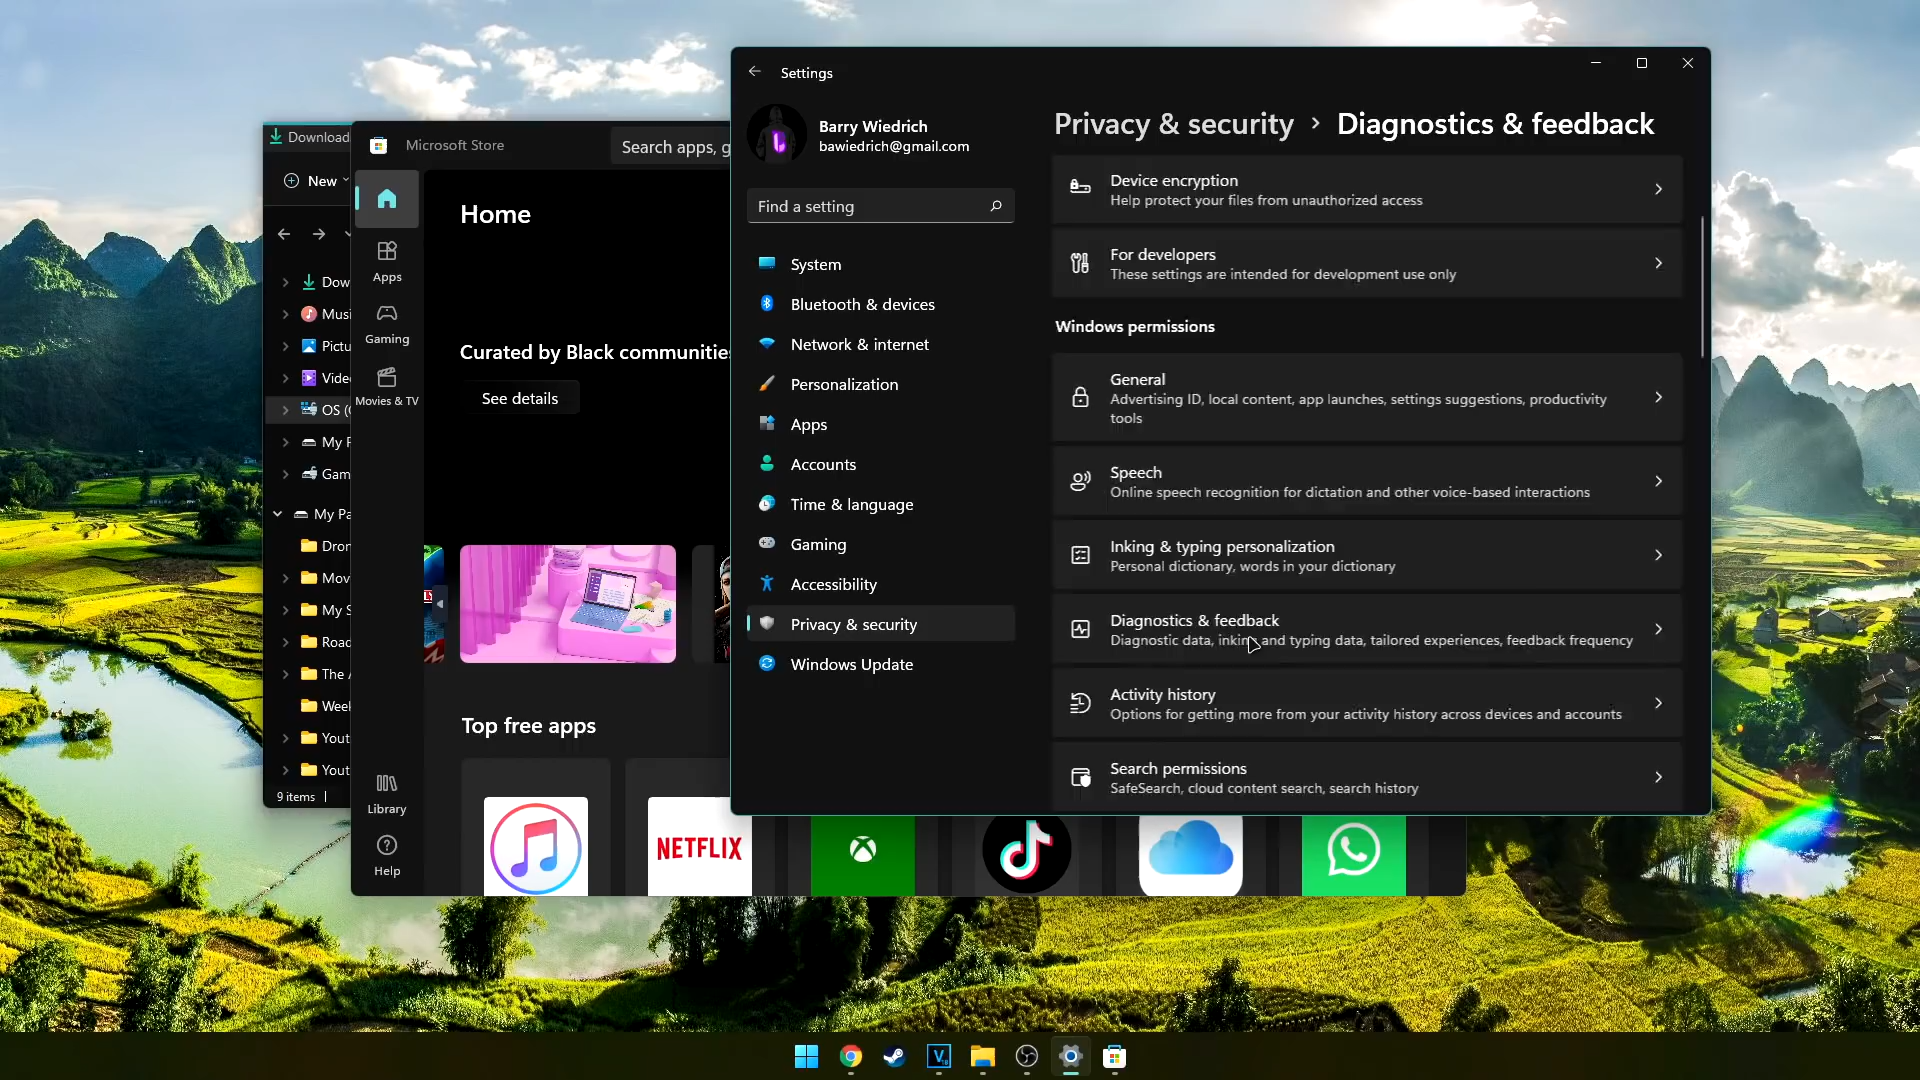 Settings
Barry Wiedrich
bawiedrich@gmail.com
Find a setting
System
Bluetooth & devices
Network & internet
Personalization
Apps
Accounts
Time & language
Gaming
Accessibility
Privacy & security
Windows Update
Privacy & security > Diagnostics & feedback
Device encryption
Help protect your files from unauthorized access
For developers
These settings are intended for development use only
Windows permissions
General
Advertising ID, local content, app launches, settings suggestions, productivity
tools
Speech
Online speech recognition for dictation and other voice-based interactions
Inking & typing personalization
Personal dictionary, words in your dictionary
Diagnostics & feedback
Diagnostic data, inking and typing data, tailored experiences, feedback frequency
Activity history
Options for getting more from your activity history across devices and accounts
Search permissions
SafeSearch, cloud content search, search history
Microsoft Store
Search apps, g
Home
Apps
Gaming
Movies & TV
Library
Help
Home
Curated by Black communities
See details
Top free apps
NETFLIX
Download
New
Dow
Musi
Pictu
Video
OS (
My P
Gam
My Pa
Dron
Mov
My S
Road
The
Week
Yout
Yout
9 items